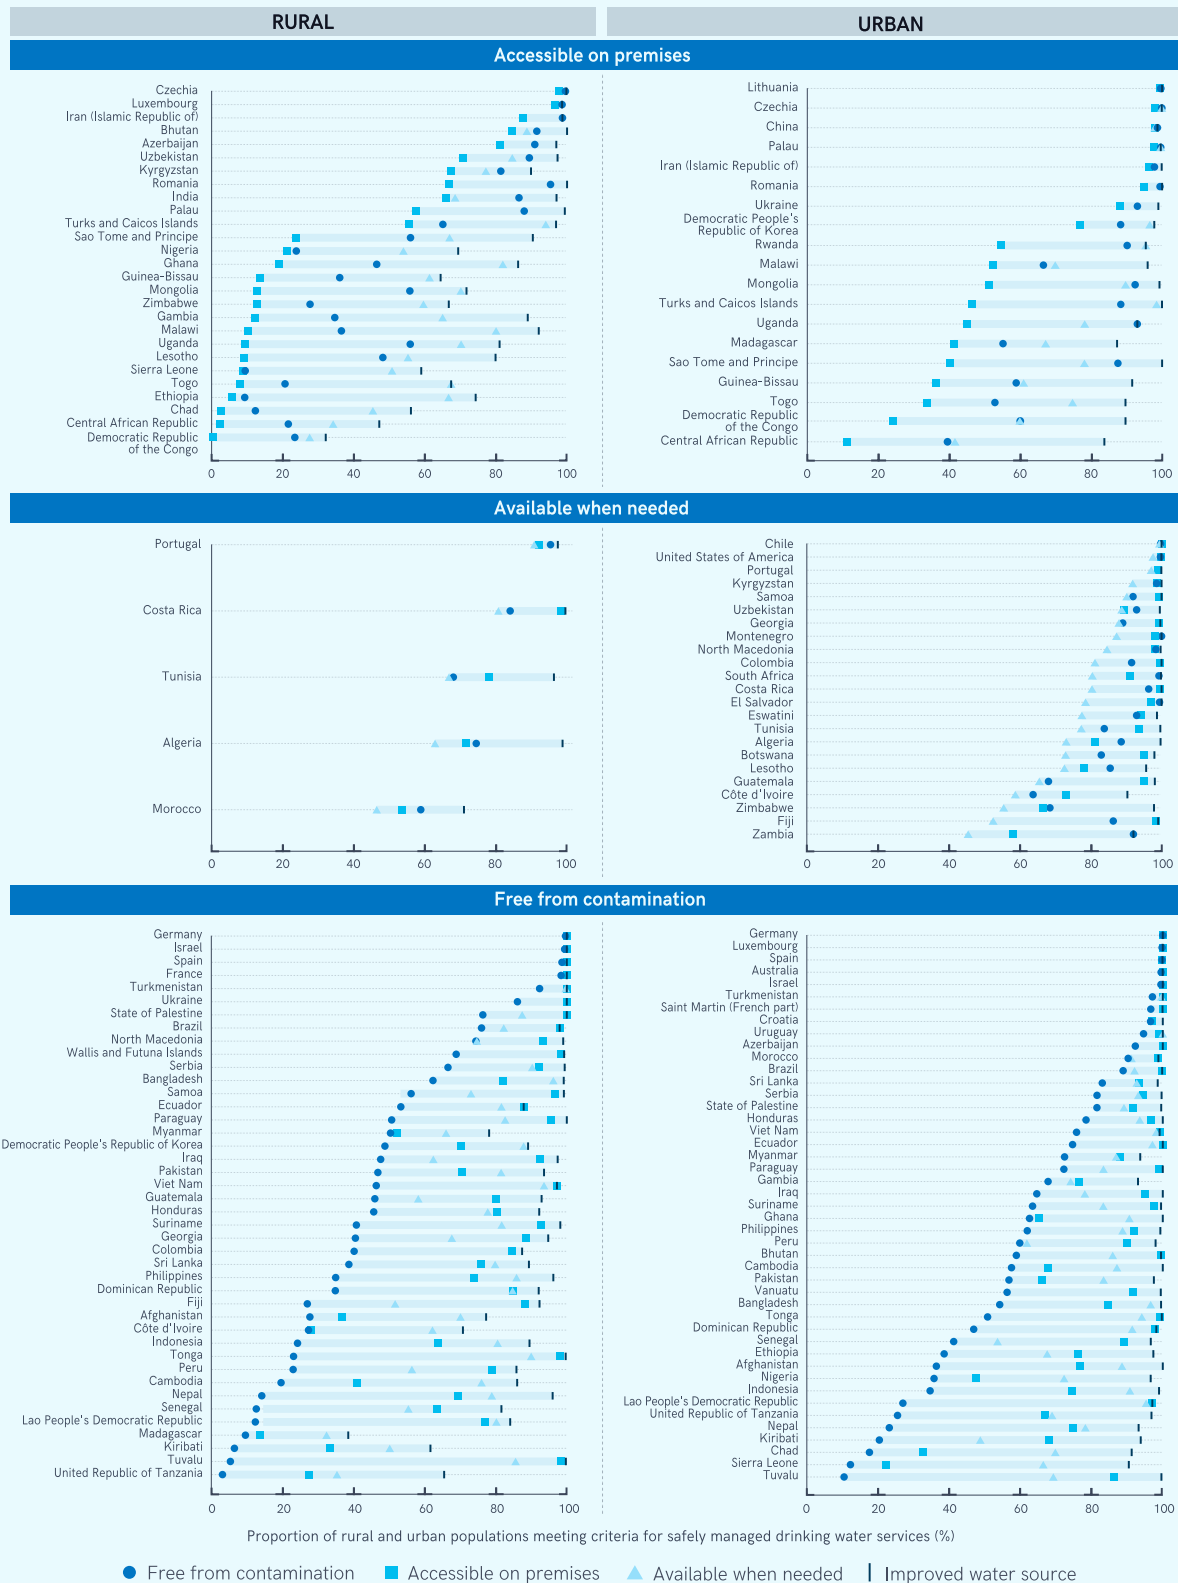 RURAL
URBAN
Accessible on premises
Czechia
Luxembourg
Iran (Islamic Republic of)
Bhutan
Azerbaijan
Uzbekistan
Kyrgyzstan
Romania
India
Palau
Turks and Caicos Islands
Sao Tome and Principe
Nigeria
Ghana
Guinea-Bissau
Mongolia
Zimbabwe
Gambia
Malawi
Uganda
Lesotho
Sierra Leone
Togo
Ethiopia
Chad
Central African Republic
Democratic Republic
of the Congo
0 20 40 60 80 100
Lithuania
Czechia
China
Palau
Iran (Islamic Republic of)
Romania
Ukraine
Democratic People's
Republic of Korea
Rwanda
Malawi
Mongolia
Turks and Caicos Islands
Uganda
Madagascar
Sao Tome and Principe
Guinea-Bissau
Togo
Democratic Republic
of the Congo
Central African Republic
0 20 40 60 80 100
Available when needed
Portugal
Costa Rica
Tunisia
Algeria
Morocco
0 20 40 60 80 100
Chile
United States of America
Portugal
Kyrgyzstan
Samoa
Uzbekistan
Georgia
Montenegro
North Macedonia
Colombia
South Africa
Costa Rica
El Salvador
Eswatini
Tunisia
Algeria
Botswana
Lesotho
Guatemala
Côte d'Ivoire
Zimbabwe
Fiji
Zambia
0 20 40 60 80 100
Free from contamination
Germany
Israel
Spain
France
Turkmenistan
Ukraine
State of Palestine
Brazil
North Macedonia
Wallis and Futuna Islands
Serbia
Bangladesh
Samoa
Ecuador
Paraguay
Myanmar
Democratic People's Republic of Korea
Iraq
Pakistan
Viet Nam
Guatemala
Honduras
Suriname
Georgia
Colombia
Sri Lanka
Philippines
Dominican Republic
Fiji
Afghanistan
Côte d'Ivoire
Indonesia
Tonga
Peru
Cambodia
Nepal
Senegal
Lao People's Democratic Republic
Madagascar
Kiribati
Tuvalu
United Republic of Tanzania
0 20 40 60 80 100
Germany
Luxembourg
Spain
Australia
Israel
Turkmenistan
Saint Martin (French part)
Croatia
Uruguay
Azerbaijan
Morocco
Brazil
Sri Lanka
Serbia
State of Palestine
Honduras
Viet Nam
Ecuador
Myanmar
Paraguay
Gambia
Iraq
Suriname
Ghana
Philippines
Peru
Bhutan
Cambodia
Pakistan
Vanuatu
Bangladesh
Tonga
Dominican Republic
Senegal
Ethiopia
Afghanistan
Nigeria
Indonesia
Lao People's Democratic Republic
United Republic of Tanzania
Nepal
Kiribati
Chad
Sierra Leone
Tuvalu
0 20 40 60 80 100
Proportion of rural and urban populations meeting criteria for safely managed drinking water services (%)
Free from contamination Accessible on premises Available when needed Improved water source